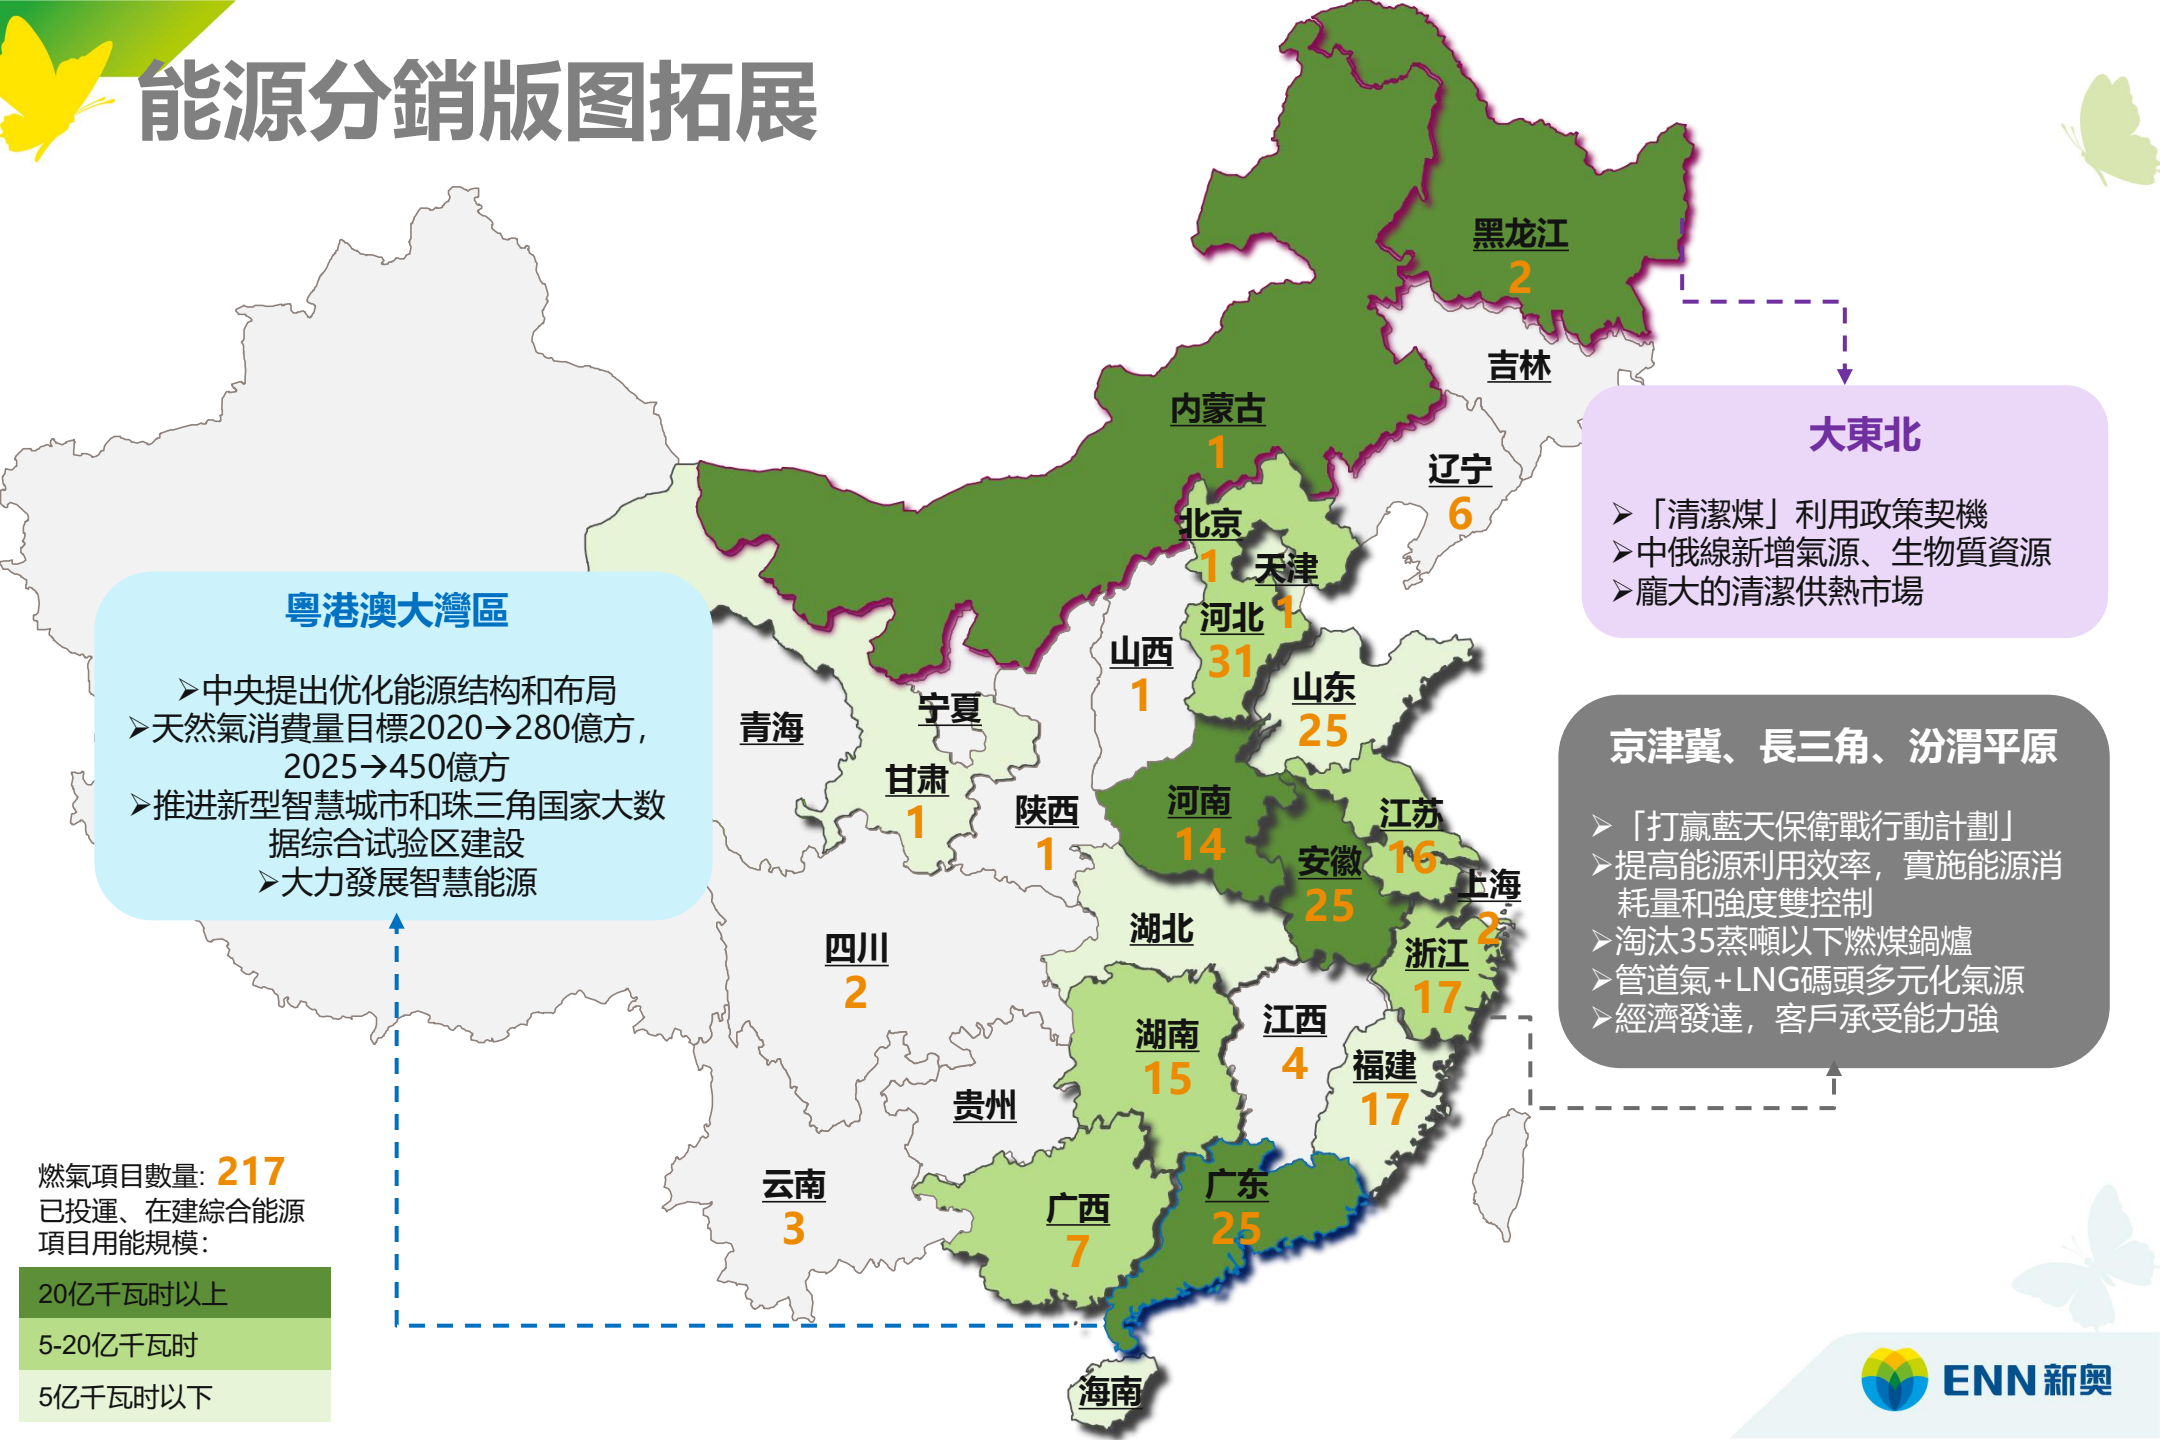 能源分銷版图拓展
黑龙江
2
吉林
内蒙古
1
辽宁
6
北京
1
天津
1
河北
31
山西
1
山东
25
宁夏
青海
甘肃
1
陕西
1
河南
14
江苏
16
安徽
25
上海
2
湖北
四川
2
浙江
17
湖南
15
江西
4
福建
17
贵州
云南
3
广西
7
广东
25
海南
大東北
➢「清潔煤」利用政策契機
➢中俄線新增氣源、生物質資源
➢龐大的清潔供熱市場
粵港澳大灣區
➢中央提出优化能源结构和布局
➢天然氣消費量目標2020→280億方，
2025→450億方
➢推进新型智慧城市和珠三角国家大数
据综合试验区建設
➢大力發展智慧能源
京津冀、長三角、汾渭平原
➢「打贏藍天保衛戰行動計劃」
➢提高能源利用效率，實施能源消
耗量和強度雙控制
➢淘汰35蒸噸以下燃煤鍋爐
➢管道氣+LNG碼頭多元化氣源
➢經濟發達，客戶承受能力強
燃氣項目數量: 217
已投運、在建綜合能源
項目用能規模：
20亿千瓦时以上
5-20亿千瓦时
5亿千瓦时以下
ENN 新奥